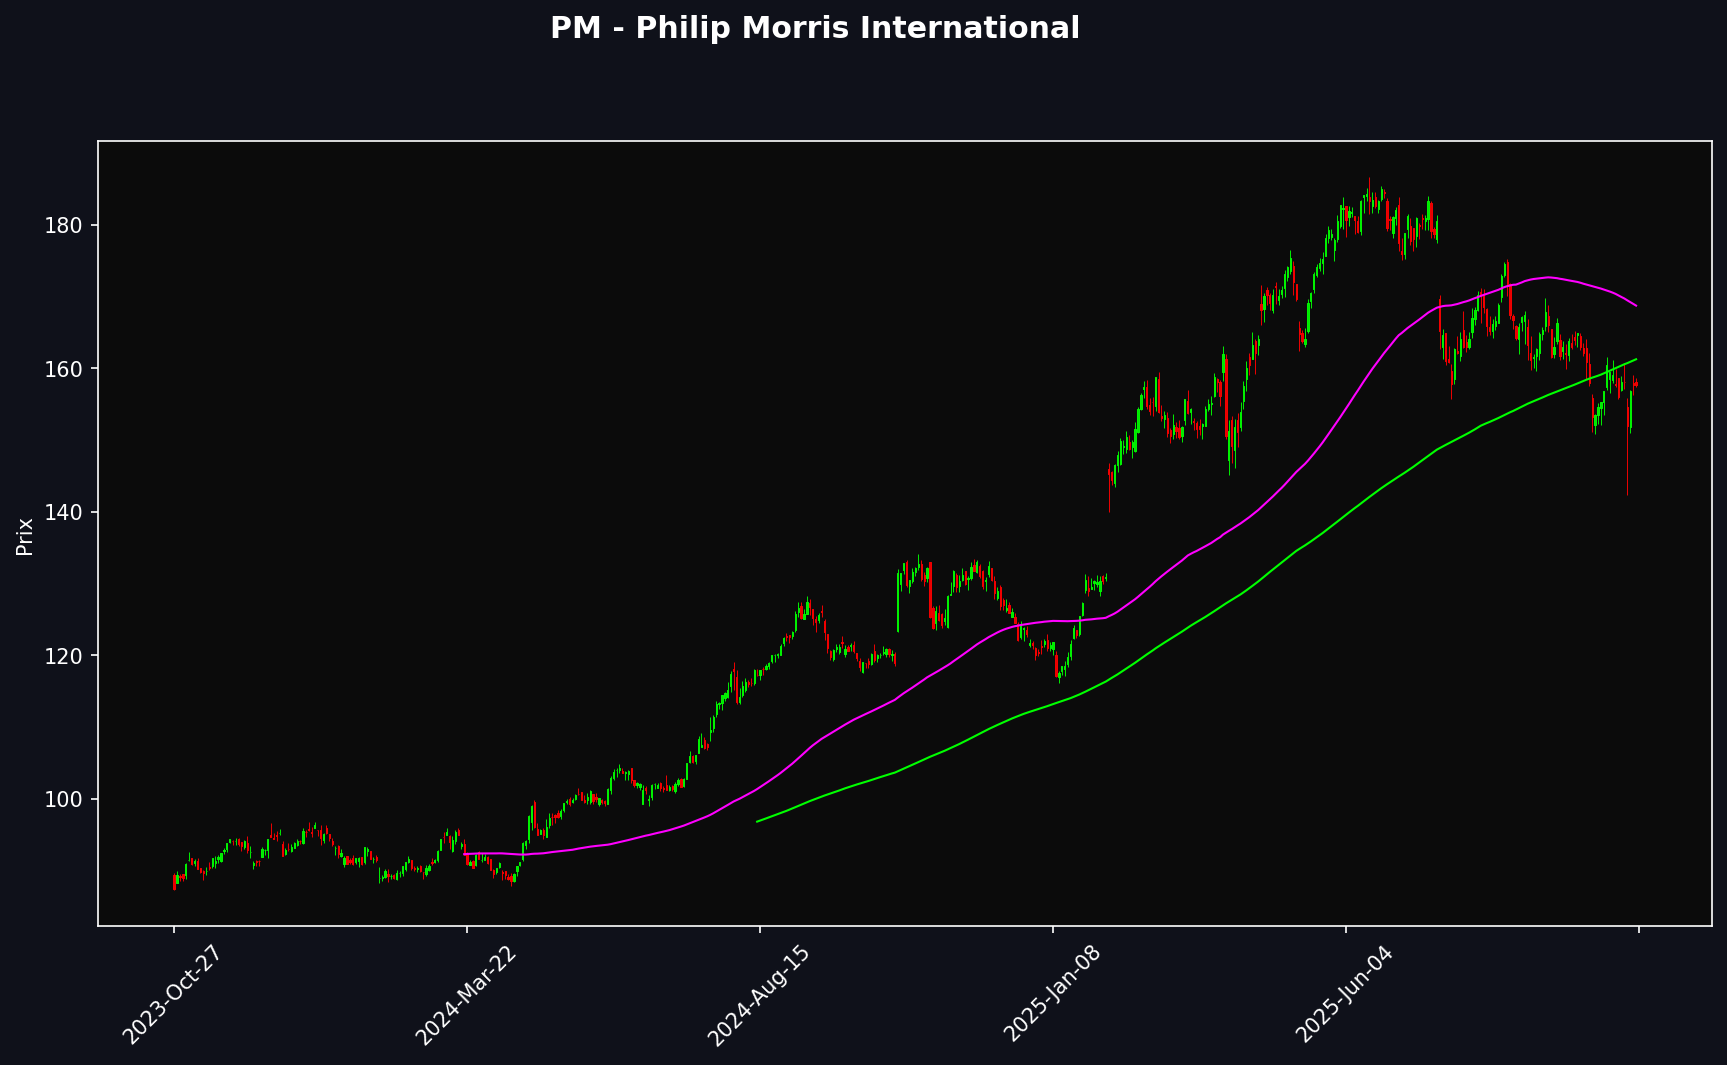 PM - Philip Morris International
Prix
180
160
140
120
100
2023-Oct-27
2024-Mar-22
2024-Aug-15
2025-Jan-08
2025-Jun-04